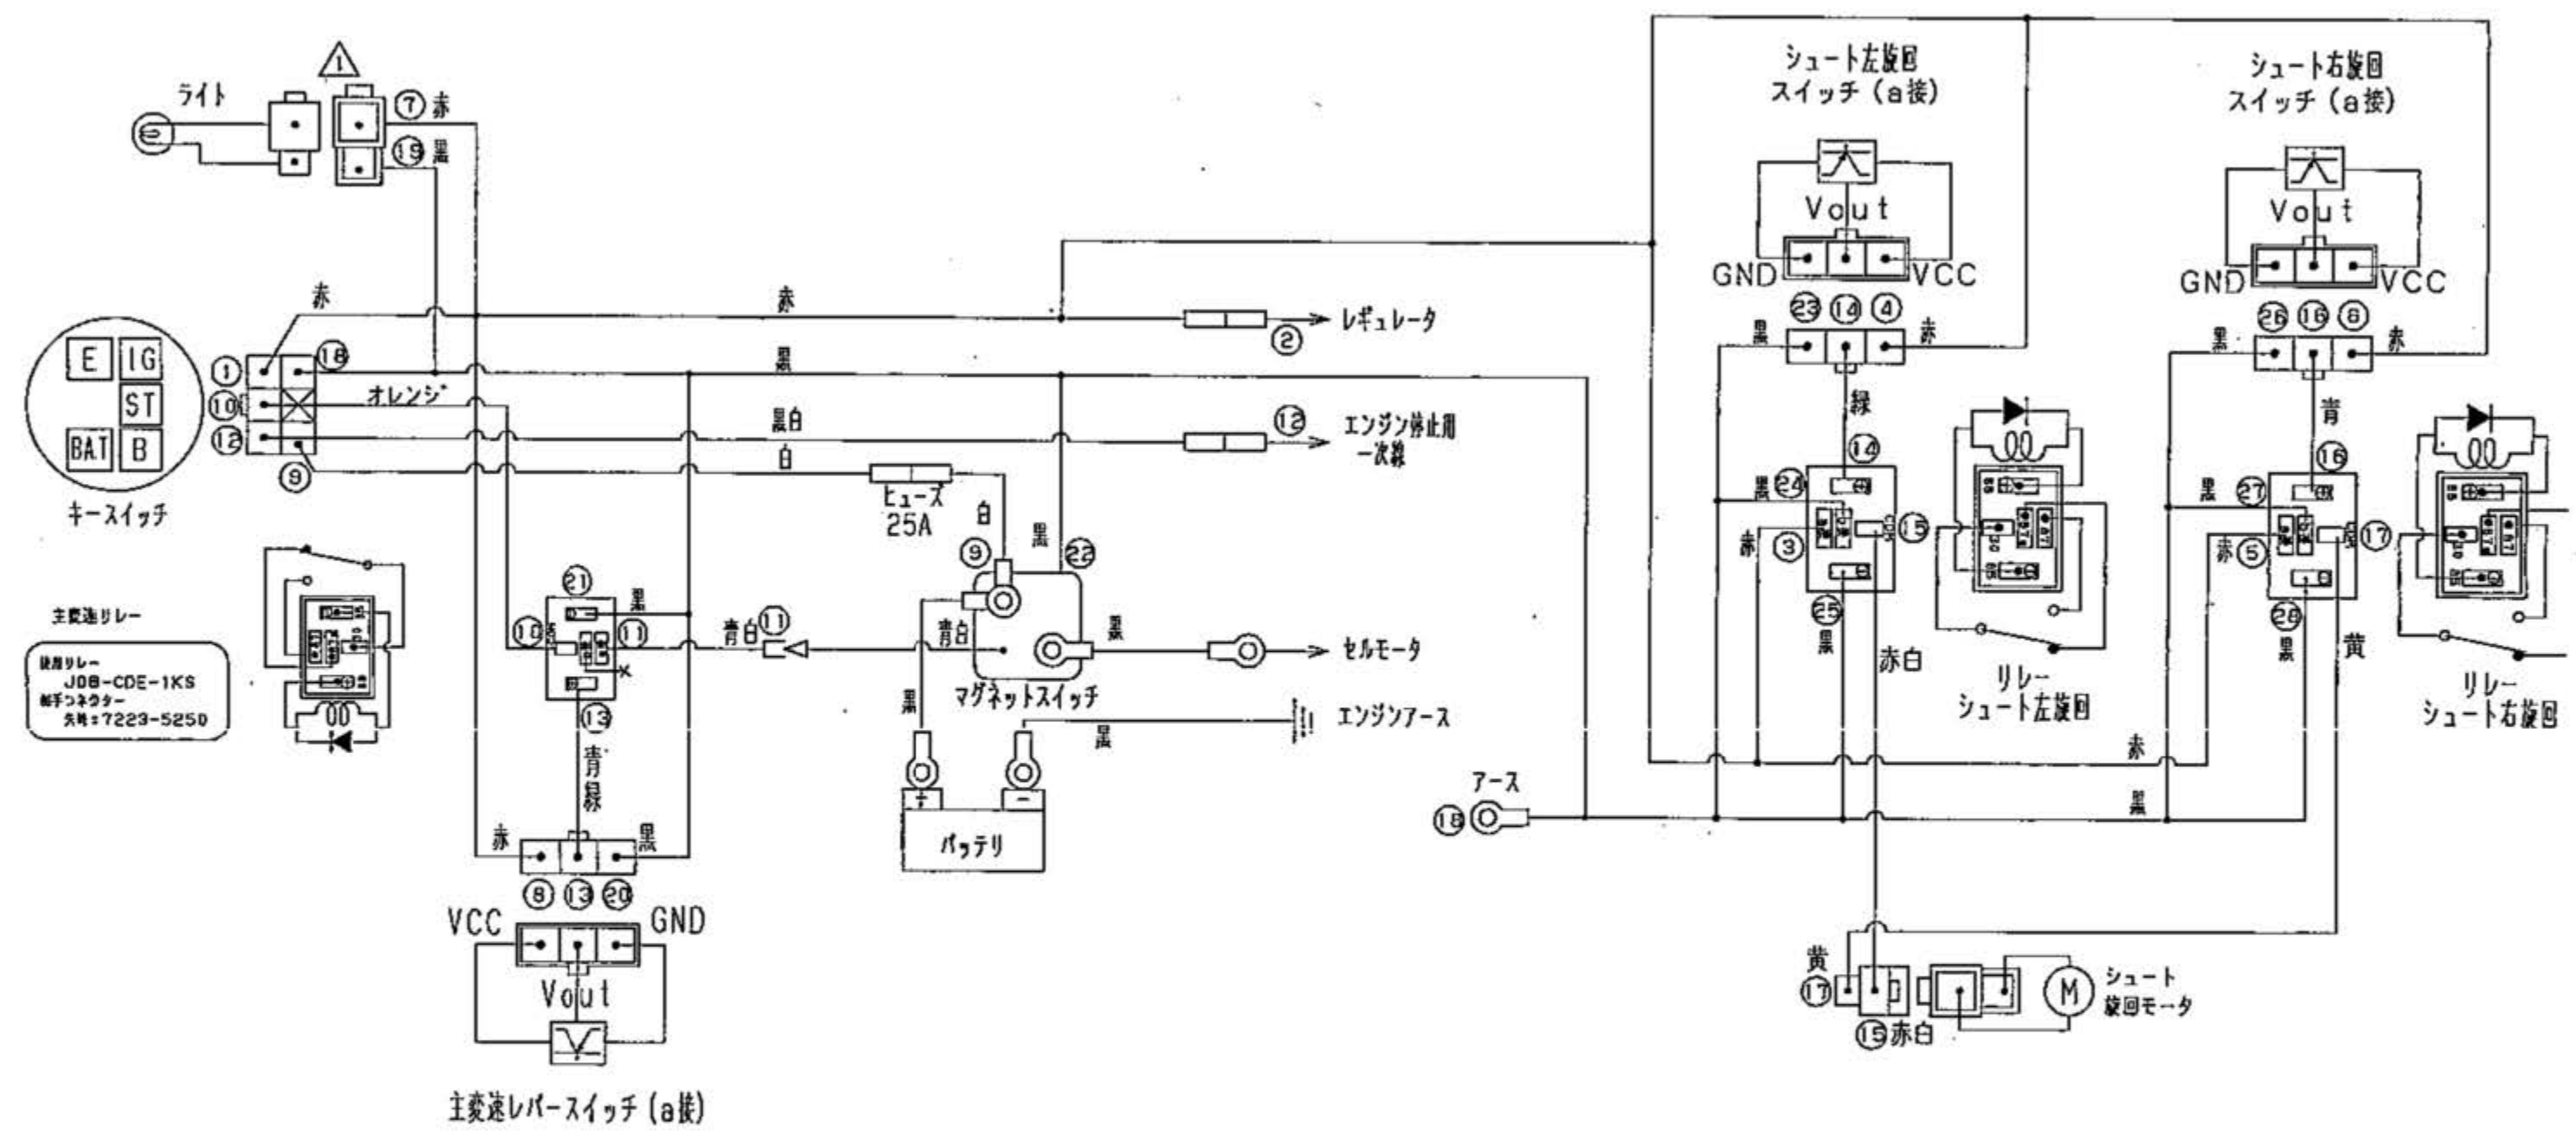 1
ライト
⑦ 赤
⑲ 黒
シュート左旋回
スイッチ (a接)
シュート右旋回
スイッチ (a接)
Vout
GND
VCC
Vout
GND
VCC
㉓ ⑭ ④
黒
赤
㉖ ⑯ ⑥
黒
赤
赤
赤
レギュレータ
②
E
IG
ST
BAT
B
キースイッチ
①
⑱
⑩
⑫
⑨
オレンジ
黒
黒白
⑫
エンジン停止用
一次線
白
ヒューズ
25A
白
⑨
黒
㉒
緑
⑭
黒
㉔
赤
③
⑮
㉕
黒
赤白
青
⑯
黒
㉗
赤
⑤
⑰
㉘
黒
黄
85
30
87a
87
85
リレー
シュート左旋回
リレー
シュート右旋回
主変速リレー
使用リレー
JDB-CDE-1KS
相手コネクター
矢崎:7223-5250
㉑
黒
⑩
⑪
青白
⑪
青白
マグネットスイッチ
黒
セルモータ
⑬
青
緑
黒
黒
エンジンアース
+
−
バッテリ
アース
⑱
赤
黒
赤
黒
⑧ ⑬ ⑳
VCC
GND
Vout
主変速レバースイッチ (a接)
黄
⑰
⑮赤白
M
シュート
旋回モータ